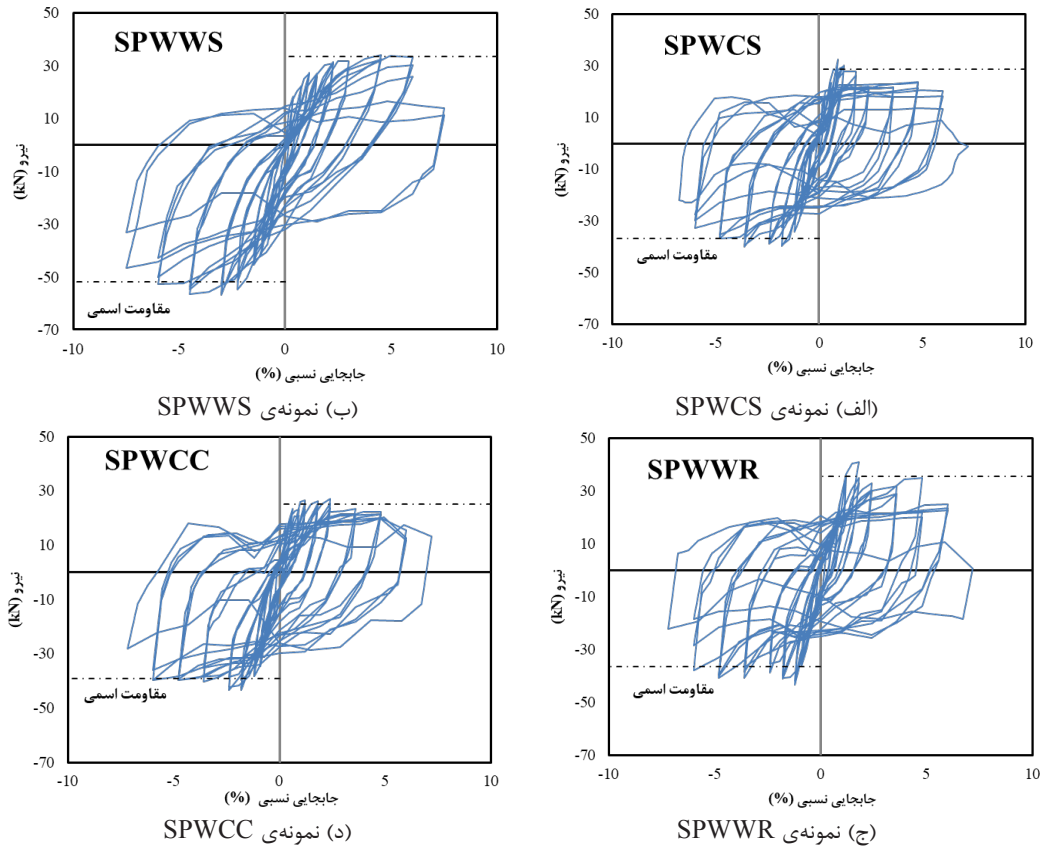 SPWCS
50
30
10
-10
-30
-50
-70
نیرو (kN)
مقاومت اسمی
-10 -5 0 5 10
جابجایی نسبی (%)
(الف) نمونه‌ی SPWCS
SPWWS
50
30
10
-10
-30
-50
-70
نیرو (kN)
مقاومت اسمی
-10 -5 0 5 10
جابجایی نسبی (%)
(ب) نمونه‌ی SPWWS
SPWWR
50
30
10
-10
-30
-50
-70
نیرو (kN)
مقاومت اسمی
-10 -5 0 5 10
جابجایی نسبی (%)
(ج) نمونه‌ی SPWWR
SPWCC
50
30
10
-10
-30
-50
-70
نیرو (kN)
مقاومت اسمی
-10 -5 0 5 10
جابجایی نسبی (%)
(د) نمونه‌ی SPWCC